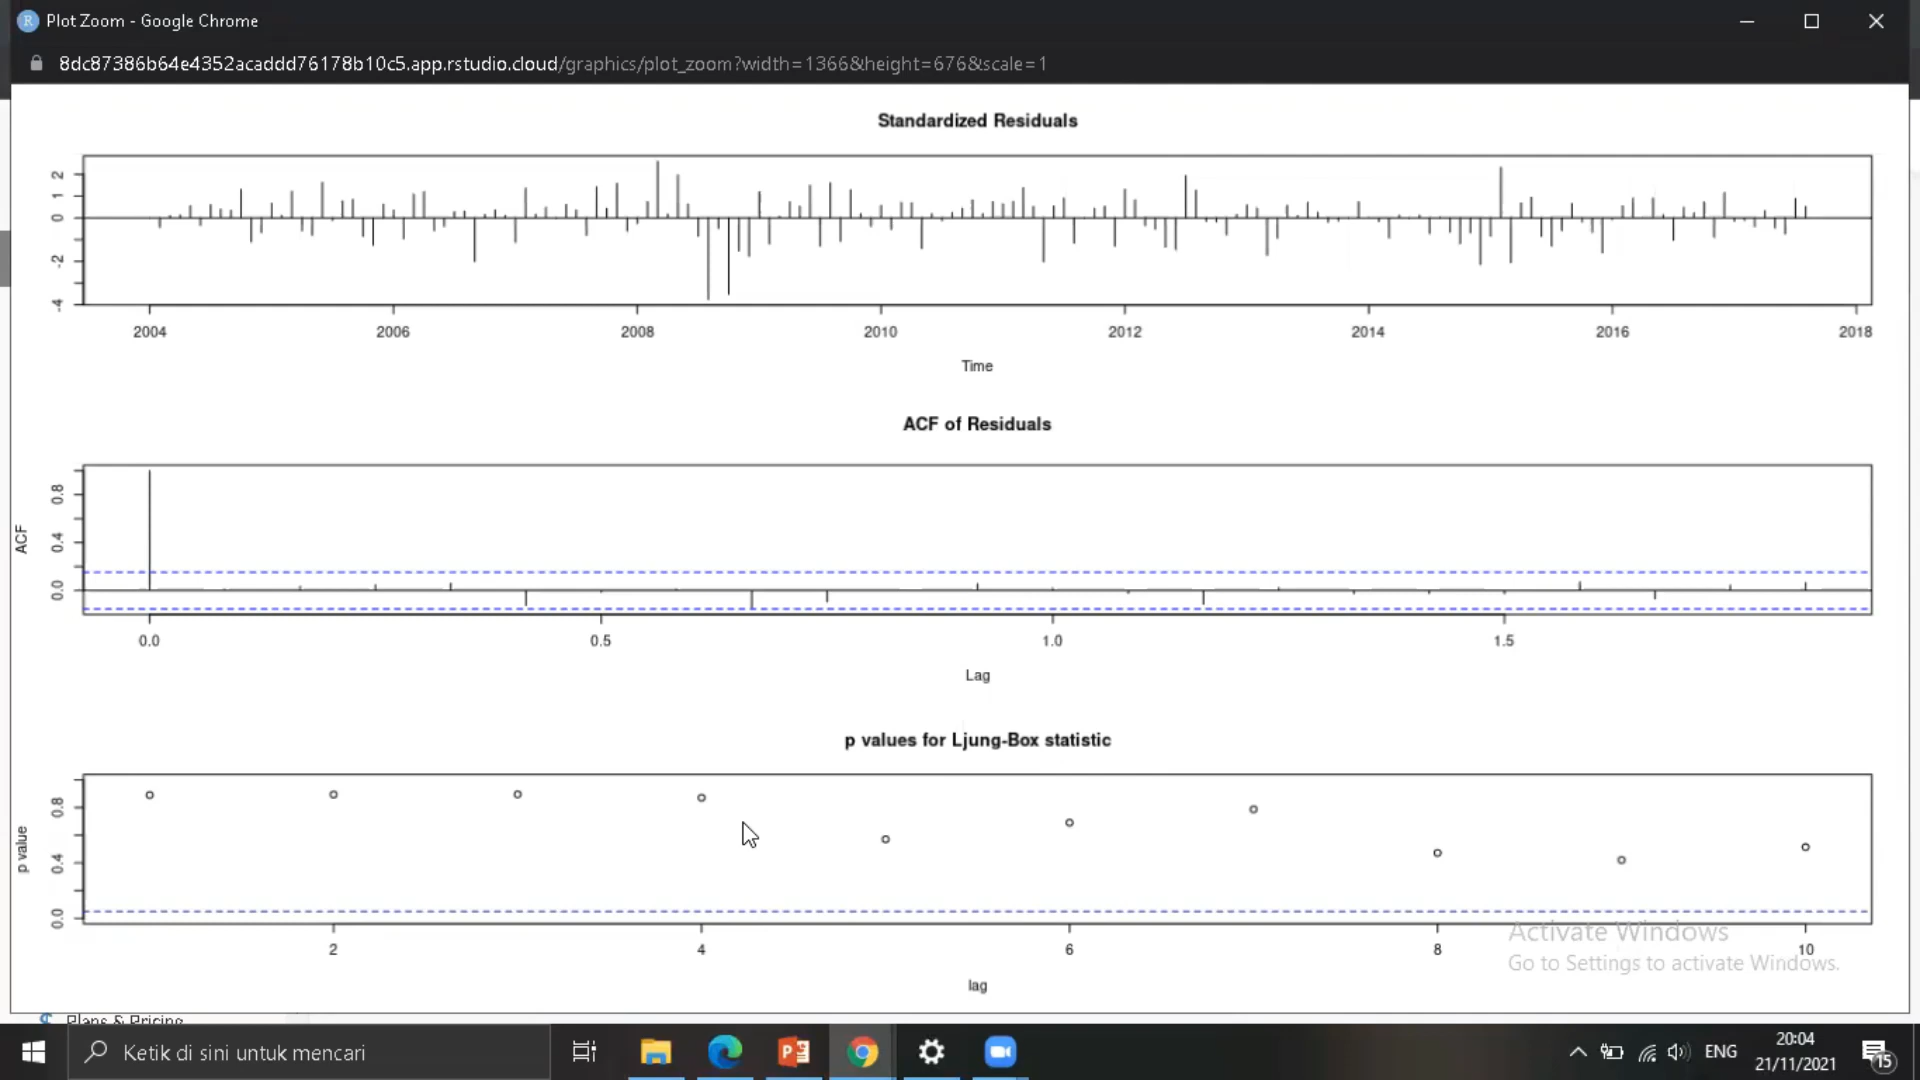 Plot Zoom - Google Chrome
8dc87386b64e4352acaddd76178b10c5.app.rstudio.cloud/graphics/plot_zoom?width=1366&height=676&scale=1
Standardized Residuals
2
1
0
-2
-4
2004 2006 2008 2010 2012 2014 2016 2018
Time
ACF of Residuals
ACF
0.8
0.4
0.0
0.0 0.5 1.0 1.5
Lag
p values for Ljung-Box statistic
p value
0.8
0.4
0.0
2 4 6 8 10
lag
Activate Windows
Go to Settings to activate Windows.
Plans & Pricing
Ketik di sini untuk mencari
ENG
20:04
21/11/2021
15